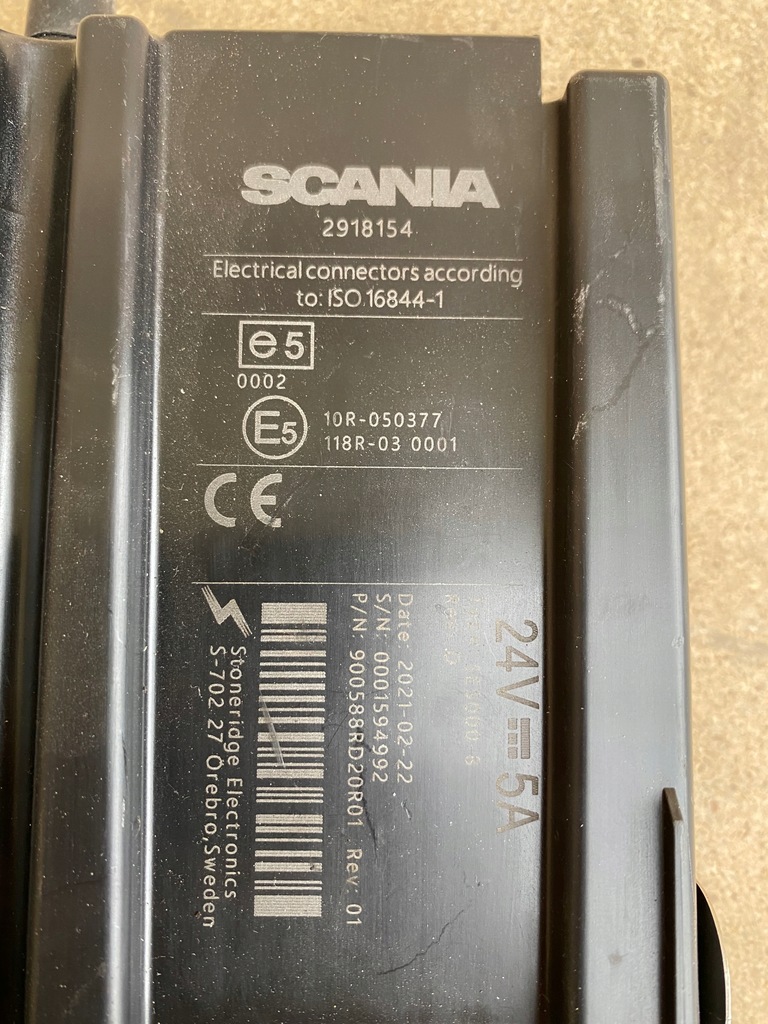 SCANIA
2918154
Electrical connectors according
to: ISO 16844-1
e5
0002
E5
10R-050377
118R-03 0001
CE
24V 5A
Date: 2021-02-22
S/N: 0001594992
P/N: 900588RD20R01 Rev: 01
Stoneridge Electronics
S-702 27 Örebro, Sweden